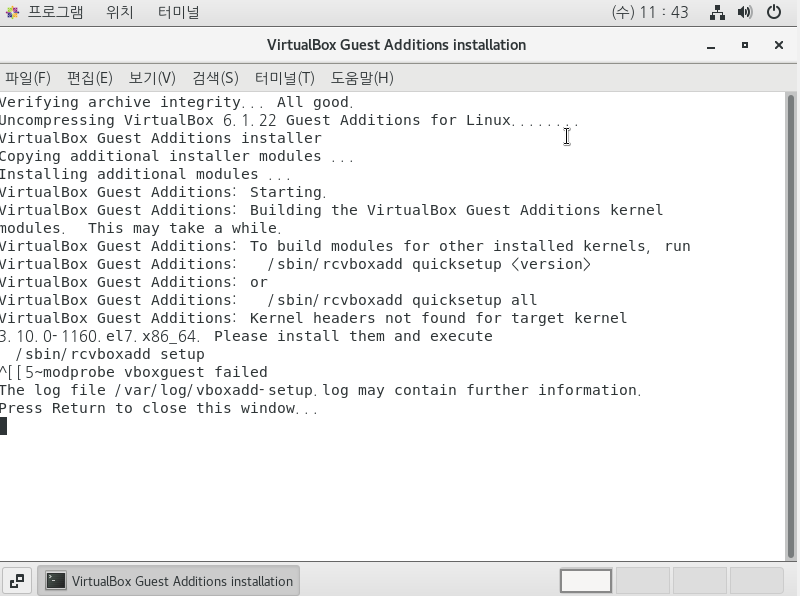 프로그램 위치 터미널 (수) 11 : 43
VirtualBox Guest Additions installation
파일(F) 편집(E) 보기(V) 검색(S) 터미널(T) 도움말(H)
Verifying archive integrity... All good.
Uncompressing VirtualBox 6.1.22 Guest Additions for Linux........
VirtualBox Guest Additions installer
Copying additional installer modules ...
Installing additional modules ...
VirtualBox Guest Additions: Starting.
VirtualBox Guest Additions: Building the VirtualBox Guest Additions kernel
modules.  This may take a while.
VirtualBox Guest Additions: To build modules for other installed kernels, run
VirtualBox Guest Additions:   /sbin/rcvboxadd quicksetup <version>
VirtualBox Guest Additions: or
VirtualBox Guest Additions:   /sbin/rcvboxadd quicksetup all
VirtualBox Guest Additions: Kernel headers not found for target kernel
3.10.0-1160.el7.x86_64. Please install them and execute
  /sbin/rcvboxadd setup
^[[5~modprobe vboxguest failed
The log file /var/log/vboxadd-setup.log may contain further information.
Press Return to close this window...
VirtualBox Guest Additions installation